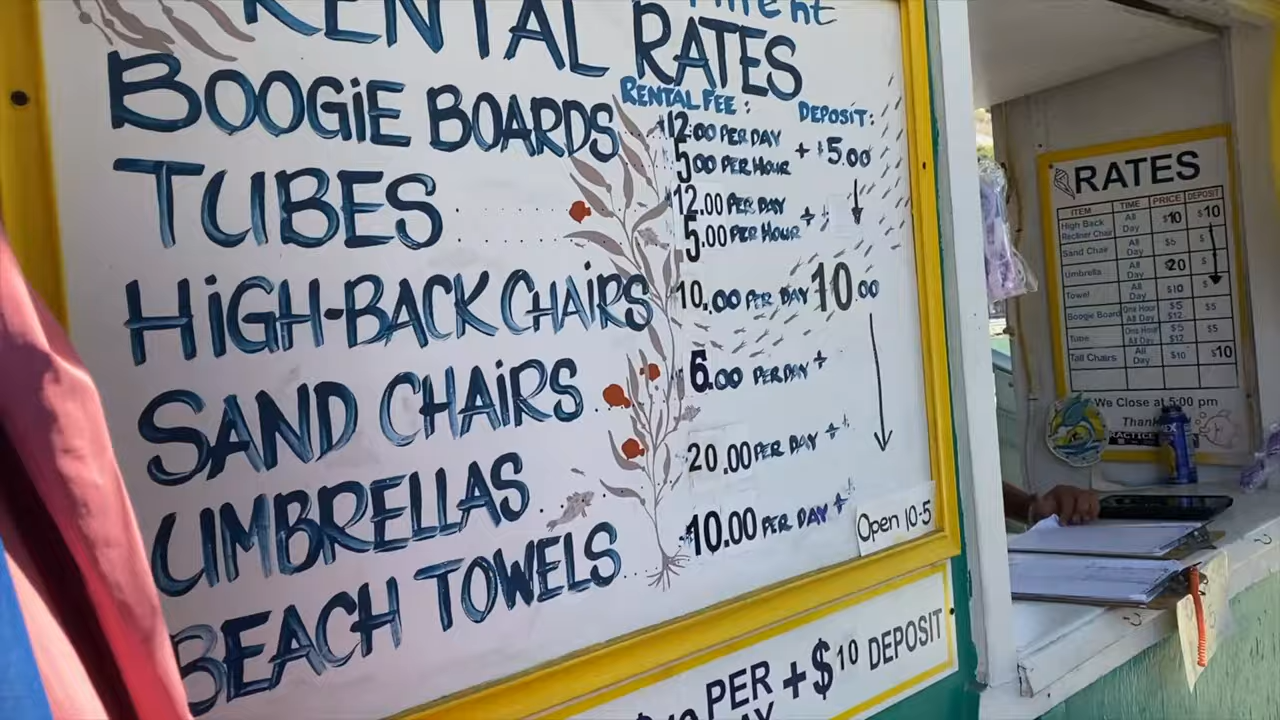 RENTAL RATES
RENTAL FEE: DEPOSIT:
BOOGiE BOARDS 12.00 PER DAY
5.00 PER HOUR + $5.00
TUBES 12.00 PER DAY
5.00 PER HOUR +
HiGH-BACK CHAiRS 10.00 PER DAY 10.00
SAND CHAiRS 6.00 PER DAY +
UMBRELLAS 20.00 PER DAY +
BEACH TOWELS 10.00 PER DAY +
Open 10-5
PER + $10 DEPOSIT
RATES
ITEM TIME PRICE DEPOSIT
High Back Recliner Chair All Day $10 $10
Sand Chair All Day $5 $
Umbrella All Day $20 $
Towel All Day $10 $
Boogie Board One Hour $5 $5
All Day $12
Tube One Hour $5 $5
All Day $12
Tall Chairs All Day $10 $10
We Close at 5:00 pm